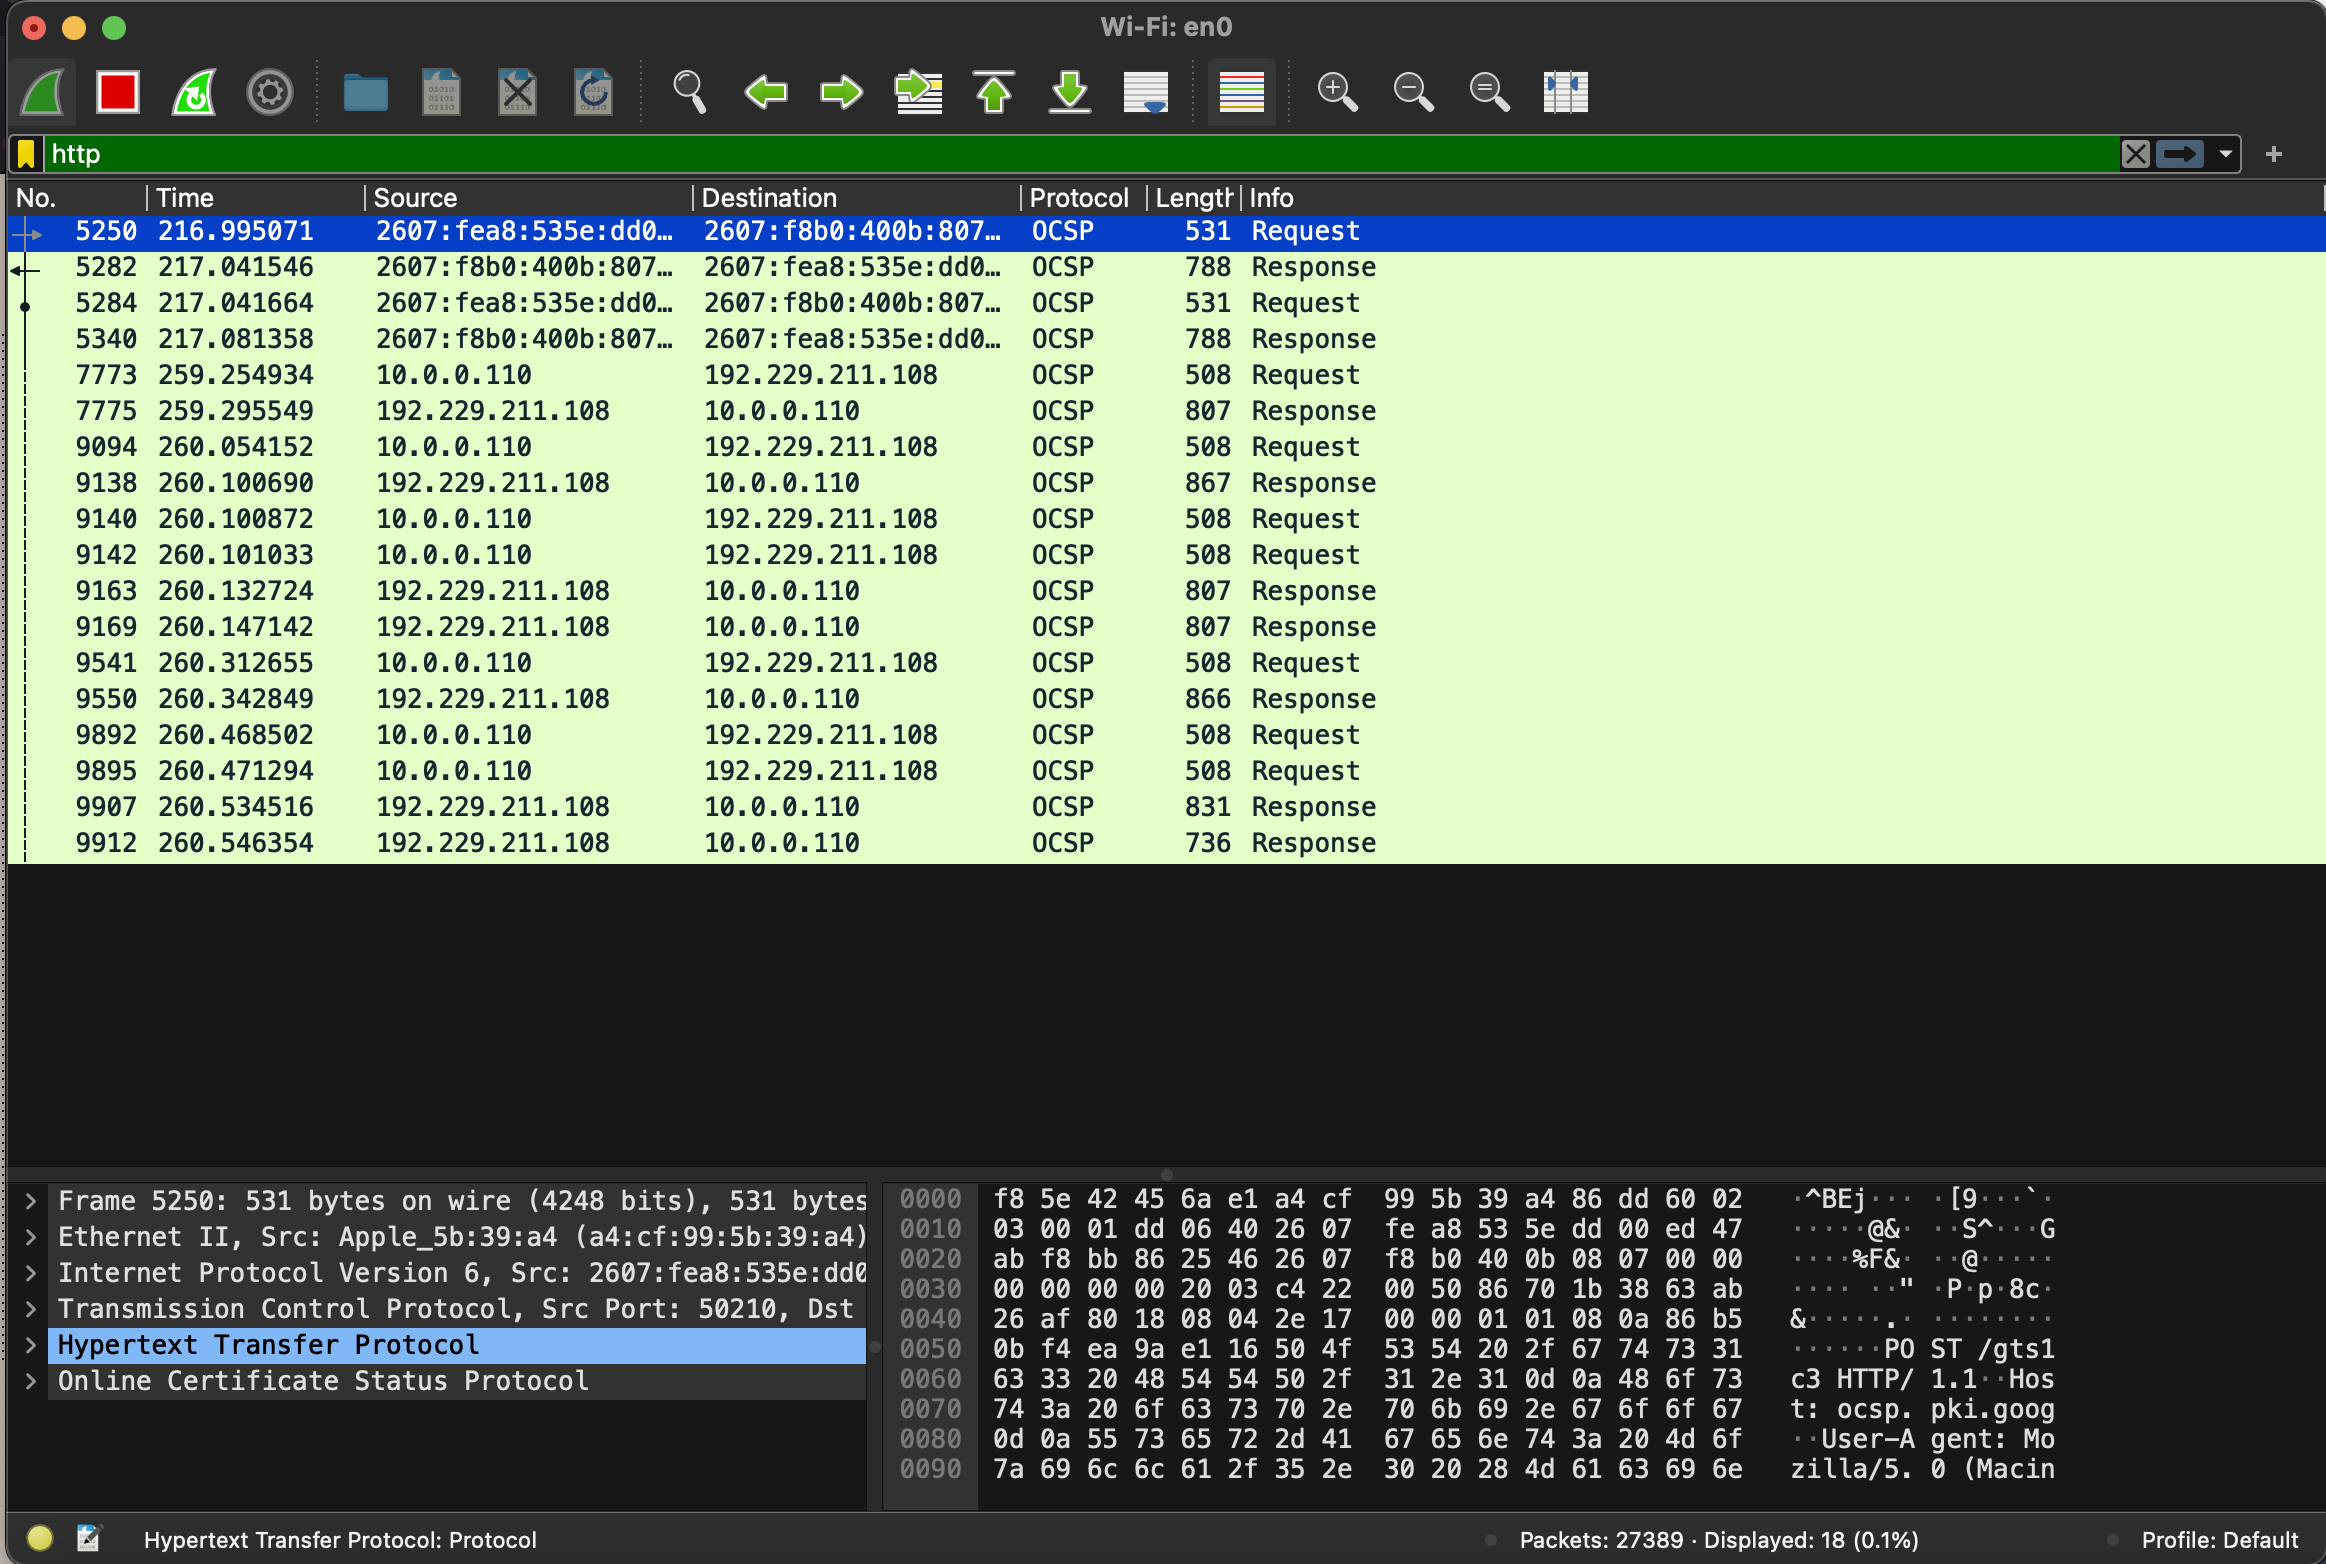 Wi-Fi: en0
http
No. Time Source Destination Protocol Length Info
5250 216.995071 2607:fea8:535e:dd0… 2607:f8b0:400b:807… OCSP 531 Request
5282 217.041546 2607:f8b0:400b:807… 2607:fea8:535e:dd0… OCSP 788 Response
5284 217.041664 2607:fea8:535e:dd0… 2607:f8b0:400b:807… OCSP 531 Request
5340 217.081358 2607:f8b0:400b:807… 2607:fea8:535e:dd0… OCSP 788 Response
7773 259.254934 10.0.0.110 192.229.211.108 OCSP 508 Request
7775 259.295549 192.229.211.108 10.0.0.110 OCSP 807 Response
9094 260.054152 10.0.0.110 192.229.211.108 OCSP 508 Request
9138 260.100690 192.229.211.108 10.0.0.110 OCSP 867 Response
9140 260.100872 10.0.0.110 192.229.211.108 OCSP 508 Request
9142 260.101033 10.0.0.110 192.229.211.108 OCSP 508 Request
9163 260.132724 192.229.211.108 10.0.0.110 OCSP 807 Response
9169 260.147142 192.229.211.108 10.0.0.110 OCSP 807 Response
9541 260.312655 10.0.0.110 192.229.211.108 OCSP 508 Request
9550 260.342849 192.229.211.108 10.0.0.110 OCSP 866 Response
9892 260.468502 10.0.0.110 192.229.211.108 OCSP 508 Request
9895 260.471294 10.0.0.110 192.229.211.108 OCSP 508 Request
9907 260.534516 192.229.211.108 10.0.0.110 OCSP 831 Response
9912 260.546354 192.229.211.108 10.0.0.110 OCSP 736 Response
Frame 5250: 531 bytes on wire (4248 bits), 531 bytes
Ethernet II, Src: Apple_5b:39:a4 (a4:cf:99:5b:39:a4)
Internet Protocol Version 6, Src: 2607:fea8:535e:dd0
Transmission Control Protocol, Src Port: 50210, Dst
Hypertext Transfer Protocol
Online Certificate Status Protocol
0000 f8 5e 42 45 6a e1 a4 cf 99 5b 39 a4 86 dd 60 02 ·^BEj··· ·[9···`·
0010 03 00 01 dd 06 40 26 07 fe a8 53 5e dd 00 ed 47 ·····@&· ··S^···G
0020 ab f8 bb 86 25 46 26 07 f8 b0 40 0b 08 07 00 00 ····%F&· ··@·····
0030 00 00 00 00 20 03 c4 22 00 50 86 70 1b 38 63 ab ···· ··" ·P·p·8c·
0040 26 af 80 18 08 04 2e 17 00 00 01 01 08 0a 86 b5 &·····.· ········
0050 0b f4 ea 9a e1 16 50 4f 53 54 20 2f 67 74 73 31 ······PO ST /gts1
0060 63 33 20 48 54 54 50 2f 31 2e 31 0d 0a 48 6f 73 c3 HTTP/ 1.1··Hos
0070 74 3a 20 6f 63 73 70 2e 70 6b 69 2e 67 6f 6f 67 t: ocsp. pki.goog
0080 0d 0a 55 73 65 72 2d 41 67 65 6e 74 3a 20 4d 6f ··User-A gent: Mo
0090 7a 69 6c 6c 61 2f 35 2e 30 20 28 4d 61 63 69 6e zilla/5. 0 (Macin
Hypertext Transfer Protocol: Protocol
Packets: 27389 · Displayed: 18 (0.1%)
Profile: Default